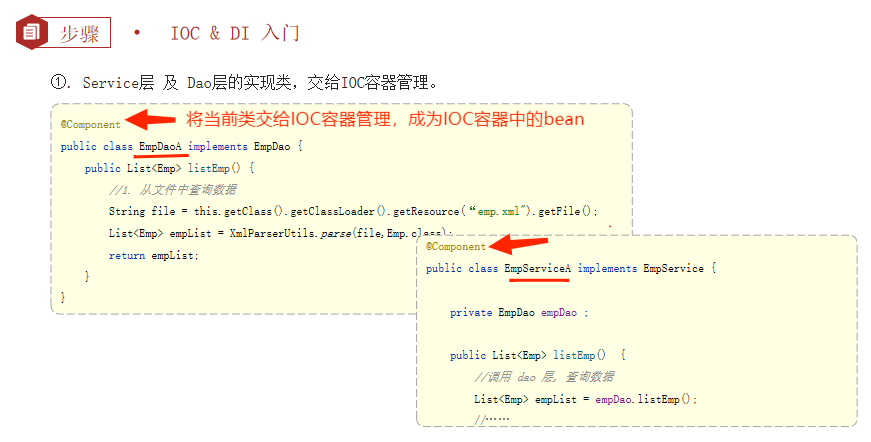 步骤 • IOC & DI 入门
①. Service层 及 Dao层的实现类，交给IOC容器管理。
@Component 将当前类交给IOC容器管理，成为IOC容器中的bean
public class EmpDaoA implements EmpDao {
public List<Emp> listEmp() {
//1. 从文件中查询数据
String file = this.getClass().getClassLoader().getResource(“emp.xml").getFile();
List<Emp> empList = XmlParserUtils.parse(file,Emp.class);
return empList;
}
}
@Component
public class EmpServiceA implements EmpService {
private EmpDao empDao ;
public List<Emp> listEmp() {
//调用 dao 层, 查询数据
List<Emp> empList = empDao.listEmp();
//……